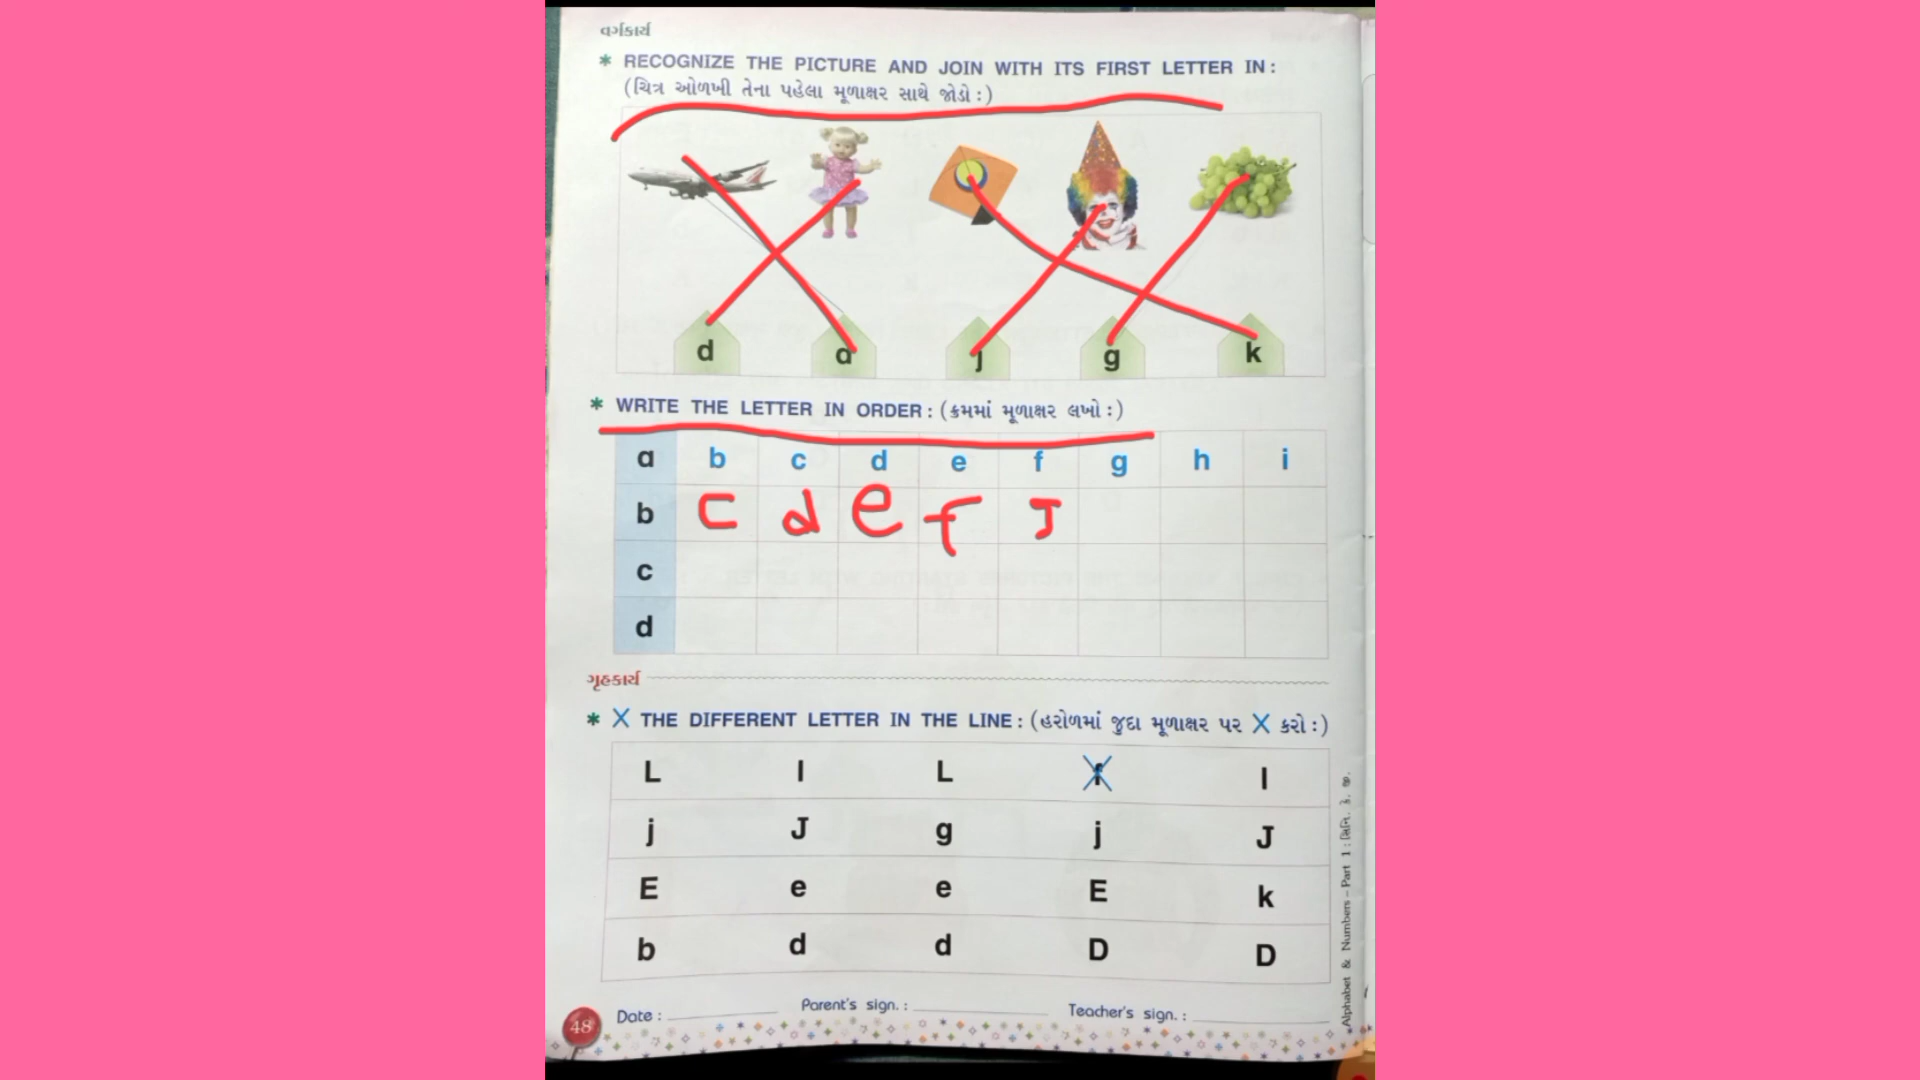 વર્ગકાર્ય
* RECOGNIZE THE PICTURE AND JOIN WITH ITS FIRST LETTER IN :
(ચિત્ર ઓળખી તેના પહેલા મૂળાક્ષર સાથે જોડો :)
d a j g k
* WRITE THE LETTER IN ORDER : (ક્રમમાં મૂળાક્ષર લખો :)
a b c d e f g h i
b c d e f
c
d
ગૃહકાર્ય
* X THE DIFFERENT LETTER IN THE LINE : (હરોળમાં જુદા મૂળાક્ષર પર X કરો :)
L l L f l
j J g j J
E e e E k
b d d D D
48 Date : Parent's sign. : Teacher's sign. :
Alphabet & Numbers – Part 1 : સિનિ. કે. જી.